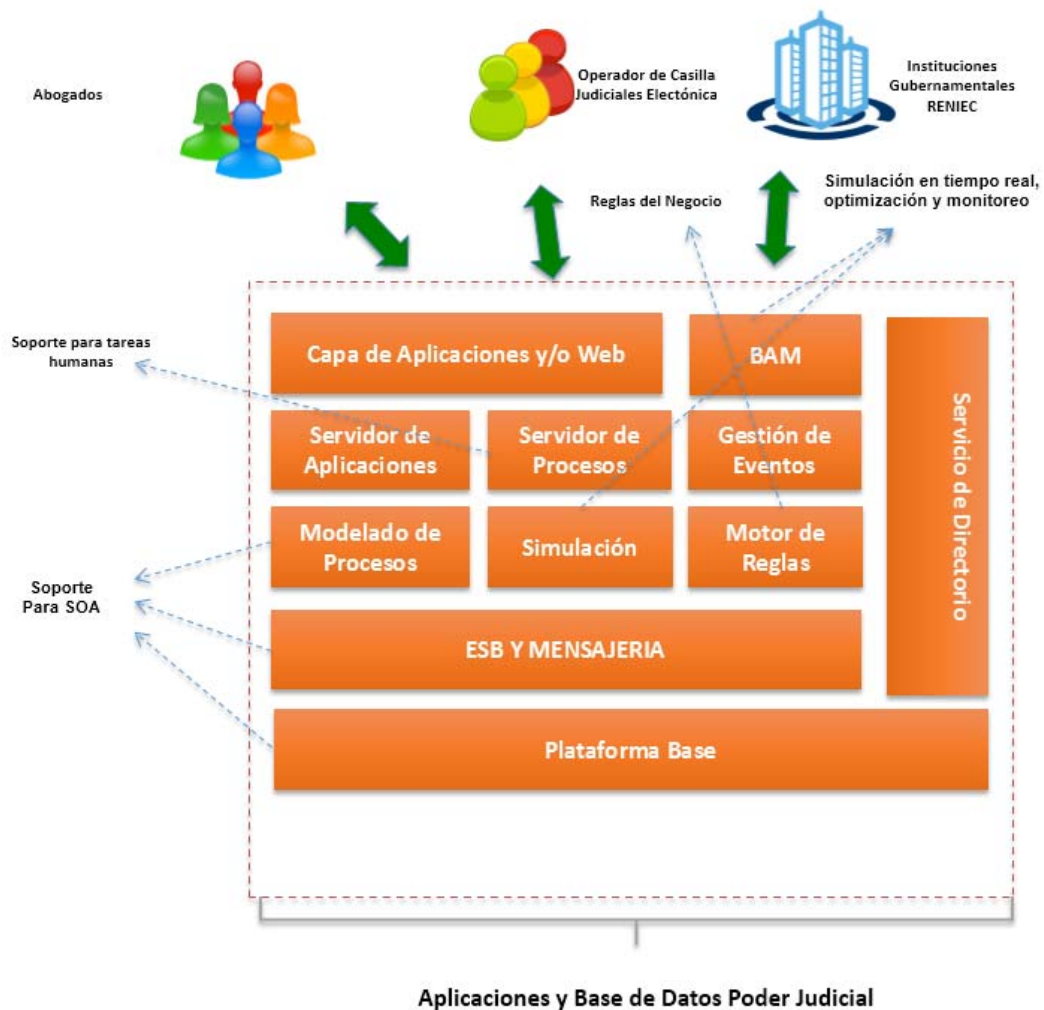 Abogados
Operador de Casilla
Judiciales Electónica
Instituciones
Gubernamentales
RENIEC
Reglas del Negocio
Simulación en tiempo real,
optimización y monitoreo
Soporte para tareas
humanas
Capa de Aplicaciones y/o Web
BAM
Servidor de
Aplicaciones
Servidor de
Procesos
Gestión de
Eventos
Servicio de Directorio
Modelado de
Procesos
Simulación
Motor de
Reglas
Soporte
Para SOA
ESB Y MENSAJERIA
Plataforma Base
Aplicaciones y Base de Datos Poder Judicial